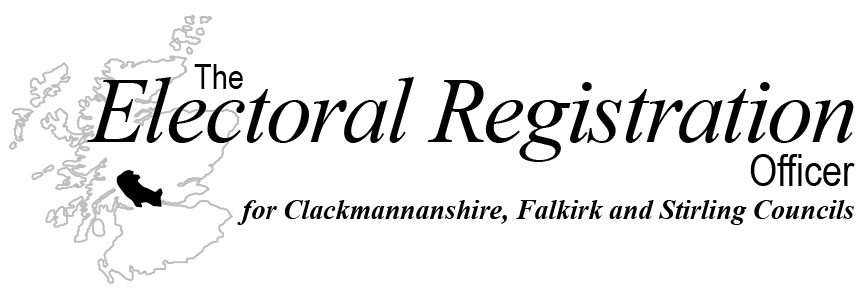 The
Electoral Registration
Officer
for Clackmannanshire, Falkirk and Stirling Councils